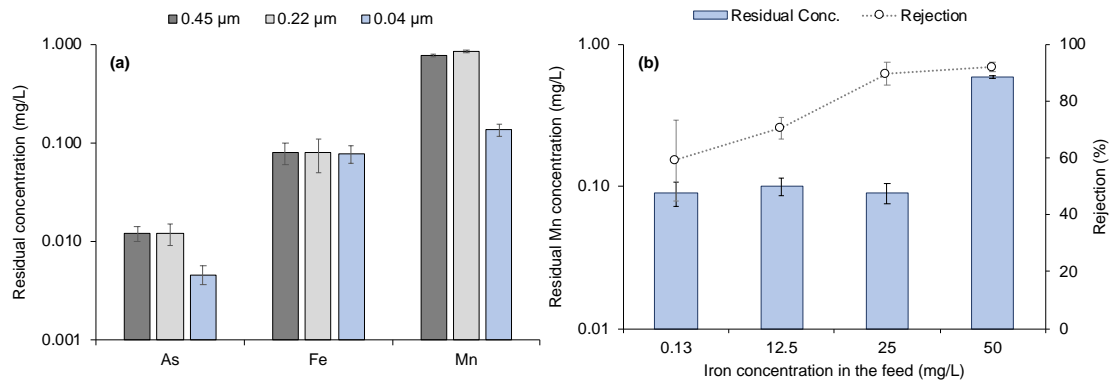 0.45 µm 0.22 µm 0.04 µm
(a)
Residual concentration (mg/L)
1.000
0.100
0.010
0.001
As Fe Mn
Residual Conc. Rejection
(b)
Residual Mn concentration (mg/L)
1.00
0.10
0.01
100
80
60
40
20
0
Rejection (%)
0.13 12.5 25 50
Iron concentration in the feed (mg/L)